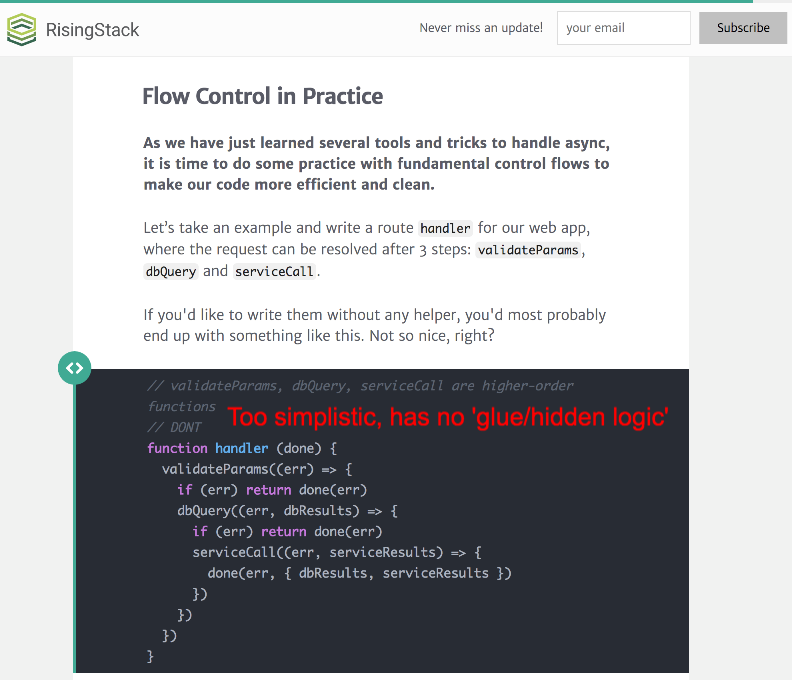 RisingStack
Never miss an update!
your email
Subscribe
Flow Control in Practice
As we have just learned several tools and tricks to handle async,
it is time to do some practice with fundamental control flows to
make our code more efficient and clean.
Let’s take an example and write a route handler for our web app,
where the request can be resolved after 3 steps: validateParams,
dbQuery and serviceCall.
If you'd like to write them without any helper, you'd most probably
end up with something like this. Not so nice, right?
<>
// validateParams, dbQuery, serviceCall are higher-order
functions
Too simplistic, has no 'glue/hidden logic'
// DONT
function handler (done) {
  validateParams((err) => {
    if (err) return done(err)
    dbQuery((err, dbResults) => {
      if (err) return done(err)
      serviceCall((err, serviceResults) => {
        done(err, { dbResults, serviceResults })
      })
    })
  })
}